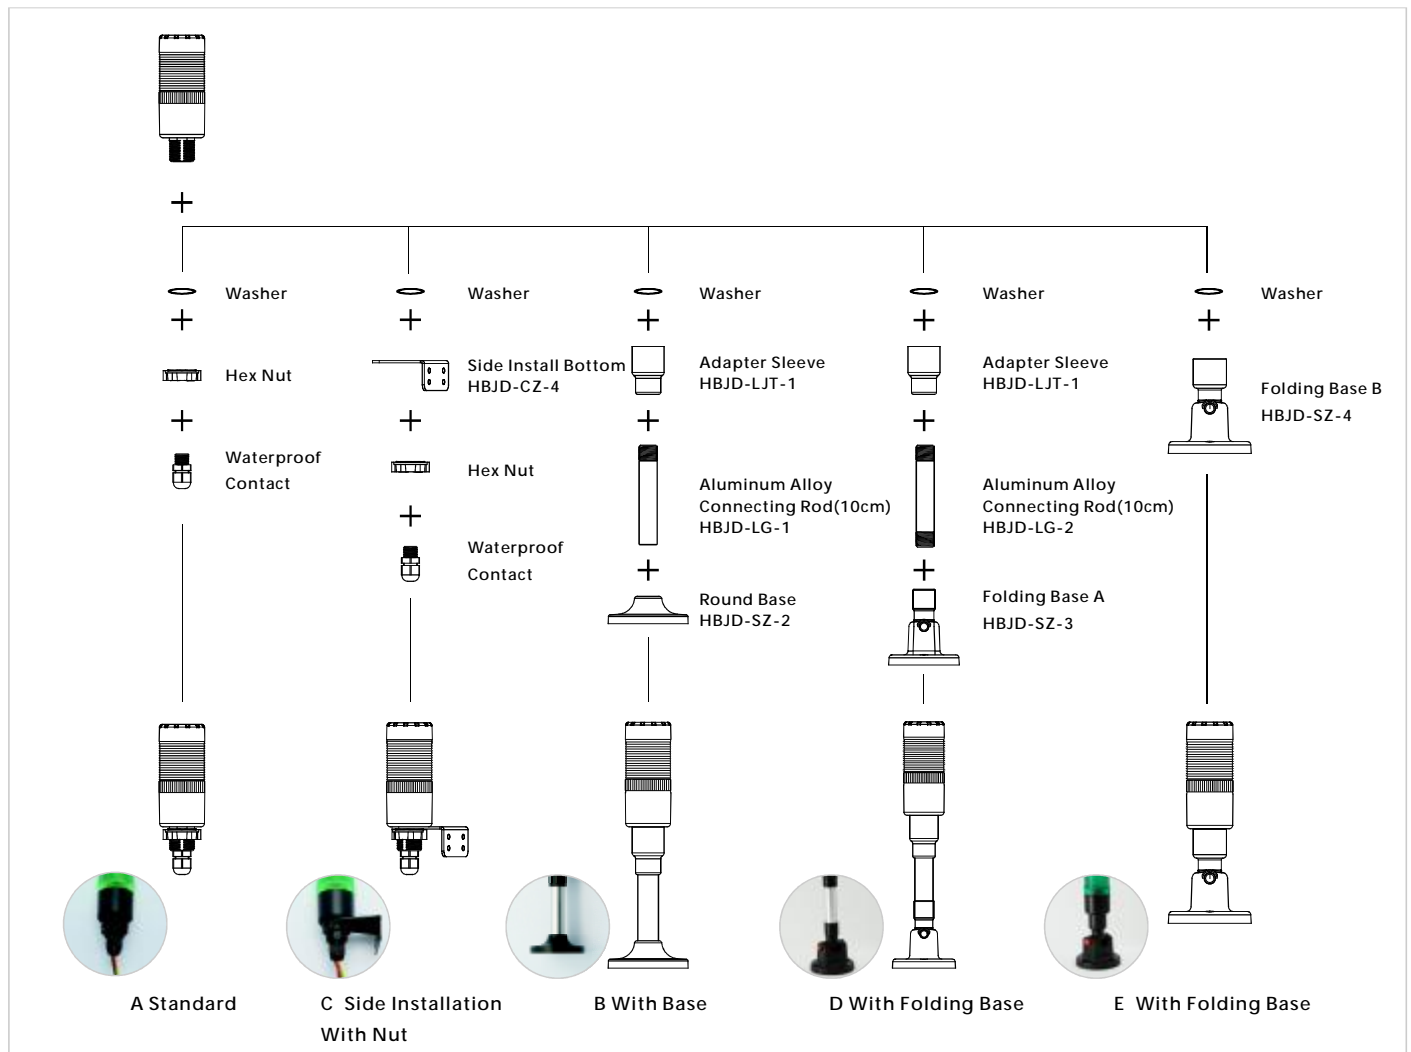 Washer
Hex Nut
Waterproof
Contact
Washer
Side Install Bottom
HBJD-CZ-4
Hex Nut
Waterproof
Contact
Washer
Adapter Sleeve
HBJD-LJT-1
Aluminum Alloy
Connecting Rod(10cm)
HBJD-LG-1
Round Base
HBJD-SZ-2
Washer
Adapter Sleeve
HBJD-LJT-1
Aluminum Alloy
Connecting Rod(10cm)
HBJD-LG-2
Folding Base A
HBJD-SZ-3
Washer
Folding Base B
HBJD-SZ-4
A Standard
C Side Installation
With Nut
B With Base
D With Folding Base
E With Folding Base